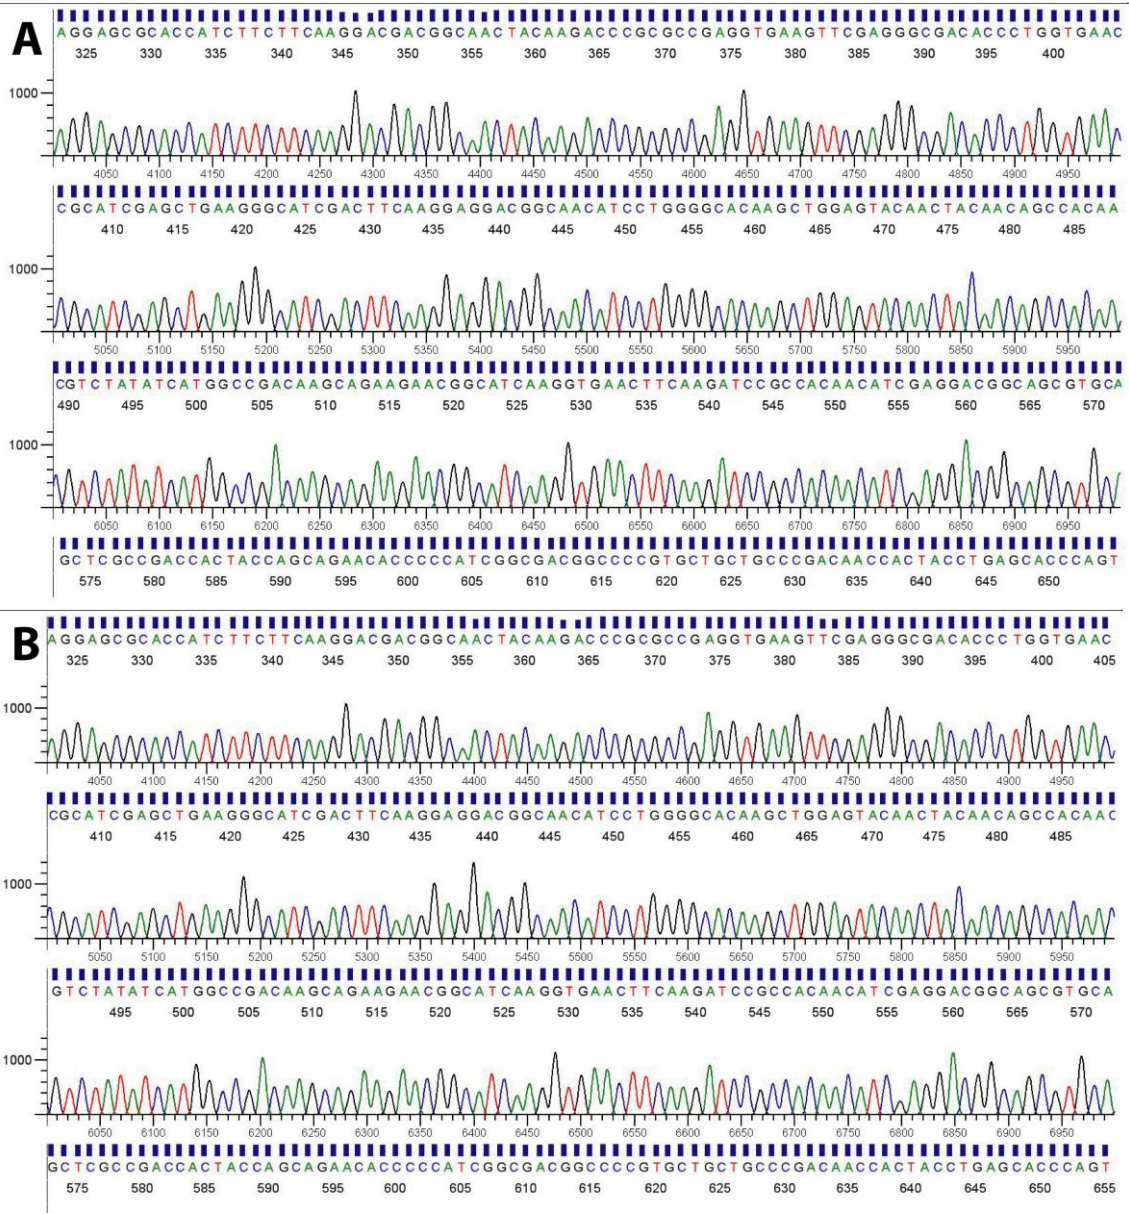 A
AGGAGCGCACCATCTTCTTCAAGGACGACGGCAACTACAAGACCCGCGCCGAGGTGAAGTTCGAGGGCGACACCCTGGTGAAC
325 330 335 340 346 350 355 360 365 370 376 380 385 390 395 400
1000
4050 4100 4150 4200 4250 4300 4350 4400 4450 4500 4550 4600 4650 4700 4750 4800 4850 4900 4950
CGCATCGAGCTGAAGGGCATCGACTTCAAGGAGGACGGCAACATCCTGGGGCACAAGCTGGAGTACAACTACAACAGCCACAA
410 415 420 425 430 435 440 445 450 455 460 465 470 475 480 485
1000
5050 5100 5150 5200 5250 5300 5350 5400 5450 5500 5550 5600 5650 5700 5750 5800 5850 5900 5950
CGTCTATATCATGGCCGACAAGCAGAAGAACGGCATCAAGGTGAACTTCAAGATCCGCCACAACATCGAGGACGGCAGCGTGCA
490 495 500 505 510 515 520 525 530 535 540 545 550 555 560 565 570
1000
6050 6100 6150 6200 6250 6300 6350 6400 6450 6500 6550 6600 6650 6700 6750 6800 6850 6900 6950
GCTCGCCGACCACTACCAGCAGAACACCCCCATCGGCGACGGCCCCGTGCTGCTGCCCGACAACCACTACCTGAGCACCCAGT
575 580 585 590 595 600 605 610 615 620 625 630 635 640 645 650
B
AGGAGCGCACCATCTTCTTCAAGGACGACGGCAACTACAAGACCCGCGCCGAGGTGAAGTTCGAGGGCGACACCCTGGTGAAC
325 330 335 340 345 350 355 360 365 370 375 380 385 390 395 400 405
1000
4050 4100 4150 4200 4250 4300 4350 4400 4450 4500 4550 4600 4650 4700 4750 4800 4850 4900 4950
CGCATCGAGCTGAAGGGCATCGACTTCAAGGAGGACGGCAACATCCTGGGGCACAAGCTGGAGTACAACTACAACAGCCACAAC
410 415 421 425 430 435 440 445 450 455 460 465 470 475 480 485
1000
5050 5100 5150 5200 5250 5300 5350 5400 5450 5500 5550 5600 5650 5700 5750 5800 5850 5900 5950
GTCTATATCATGGCCGACAAGCAGAAGAACGGCATCAAGGTGAACTTCAAGATCCGCCACAACATCGAGGACGGCAGCGTGCA
495 500 505 510 515 520 525 530 535 540 545 550 555 560 565 570
1000
6050 6100 6150 6200 6250 6300 6350 6400 6450 6500 6550 6600 6650 6700 6750 6800 6850 6900 6950
GCTCGCCGACCACTACCAGCAGAACACCCCCATCGGCGACGGCCCCGTGCTGCTGCCCGACAACCACTACCTGAGCACCCAGT
575 580 585 590 595 600 605 610 615 620 625 630 635 640 645 650 655